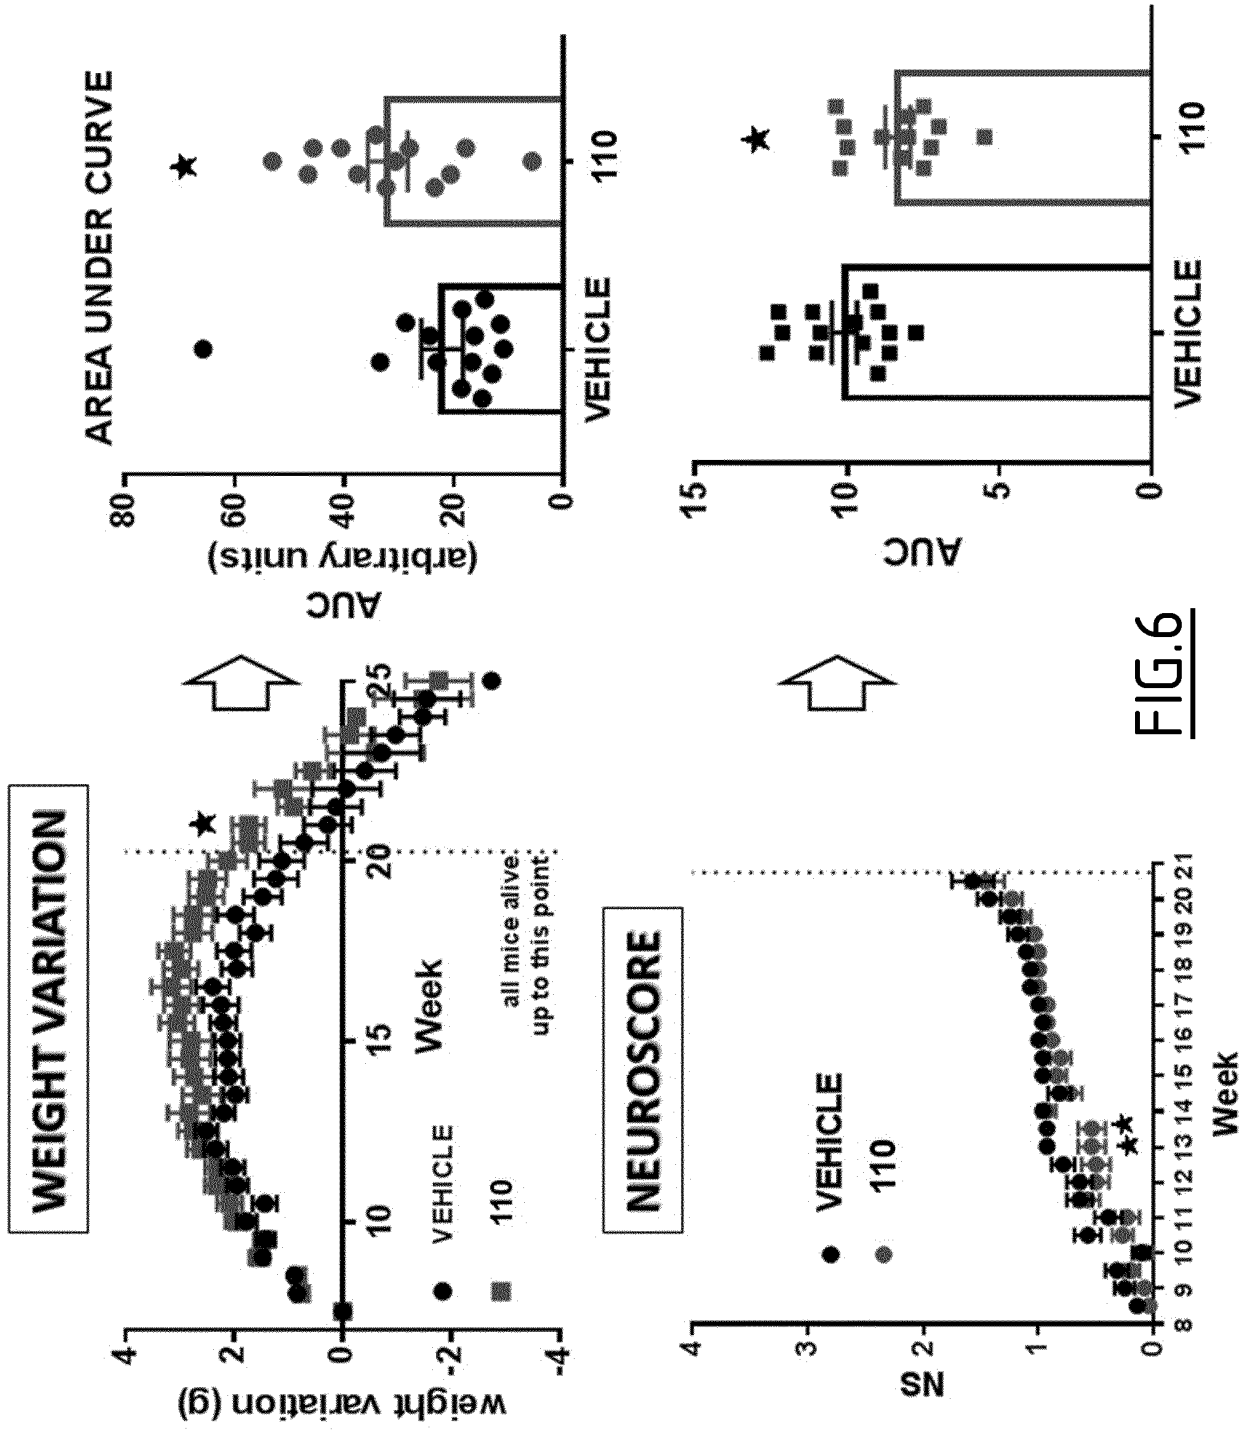 WEIGHT VARIATION
weight variation (g)
4
2
0
-2
-4
10
15
20
25
Week
VEHICLE
110
all mice alive
up to this point
AREA UNDER CURVE
AUC
(arbitrary units)
80
60
40
20
0
VEHICLE
110
NEUROSCORE
NS
4
3
2
1
0
8 9 10 11 12 13 14 15 16 17 18 19 20 21
Week
VEHICLE
110
AUC
15
10
5
0
VEHICLE
110
FIG.6